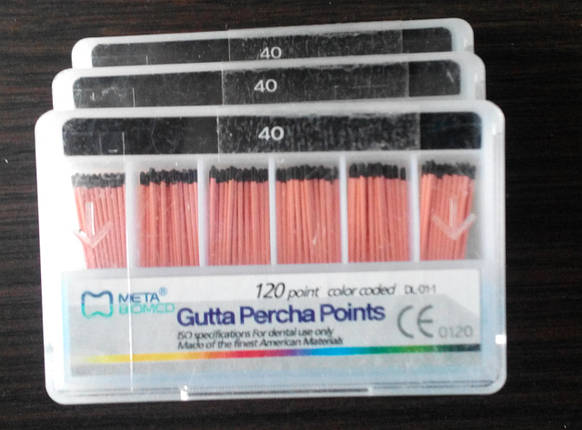 40
40
40
120 point color coded DL-011
META®
BIOMED
Gutta Percha Points
ISO specifications For dental use only
Made of the finest American Materials
CE 0120